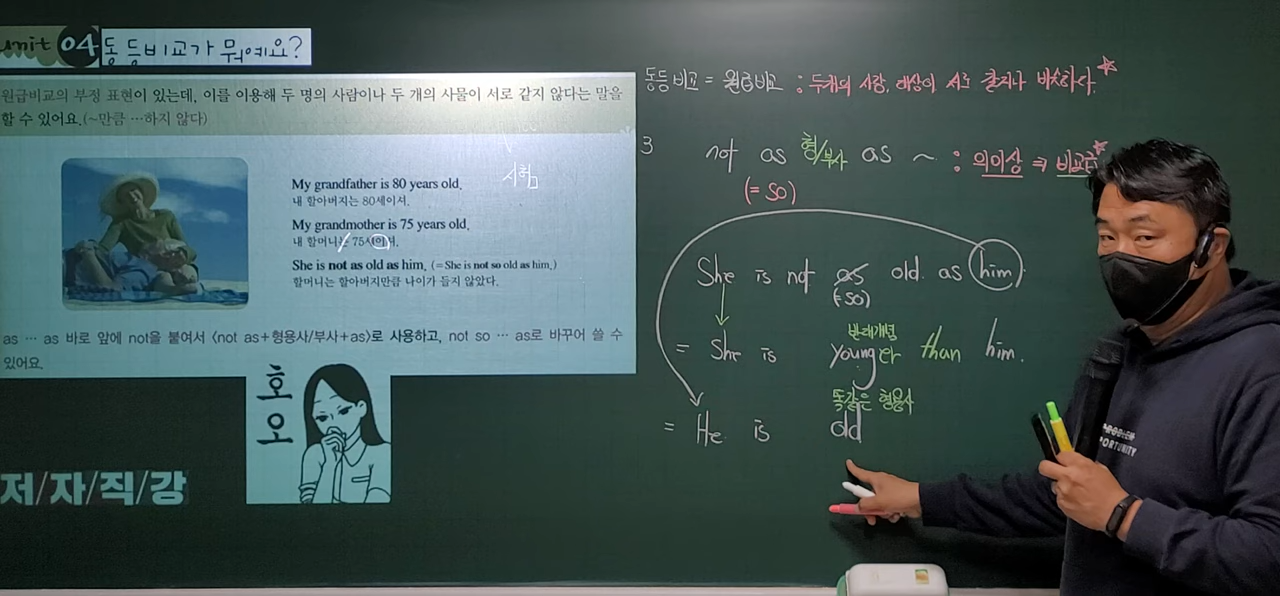 unit 04 동등비교가 뭐예요?
원급비교의 부정 표현이 있는데, 이를 이용해 두 명의 사람이나 두 개의 사물이 서로 같지 않다는 말을
할 수 있어요.(~만큼 …하지 않다)
시험
My grandfather is 80 years old.
내 할아버지는 80세이셔.
My grandmother is 75 years old.
내 할머니는 75세이셔.
She is not as old as him. (=She is not so old as him.)
할머니는 할아버지만큼 나이가 들지 않았다.
as … as 바로 앞에 not을 붙여서 <not as+형용사/부사+as>로 사용하고, not so … as로 바꾸어 쓸 수
있어요.
호오
저/자/직/강
동등비교 = 원급비교 : 두개의 사람, 대상이 서로
3 not as 형/부사 as ~ : 의미상 ⇒ 비교급
(= so)
She is not as old. as him.
(=so)
반대개념
= She is younger than him.
똑같은 형용사
= He is old
PORTUNITY